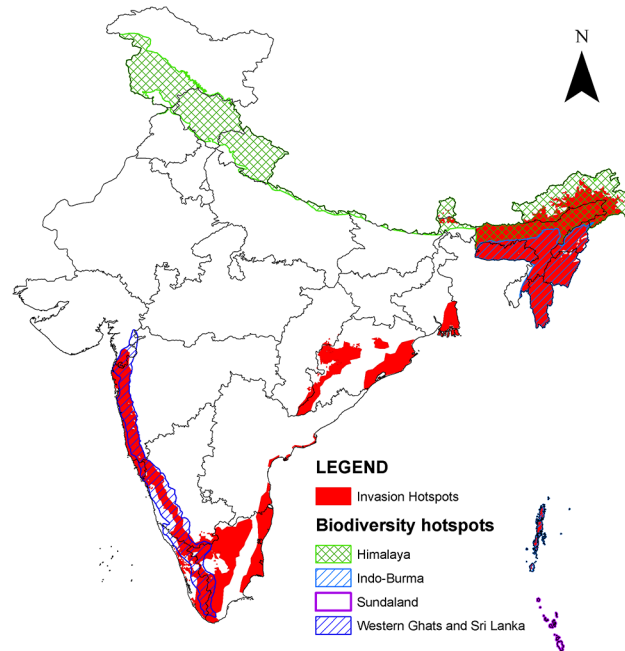 N
LEGEND
Invasion Hotspots
Biodiversity hotspots
Himalaya
Indo-Burma
Sundaland
Western Ghats and Sri Lanka